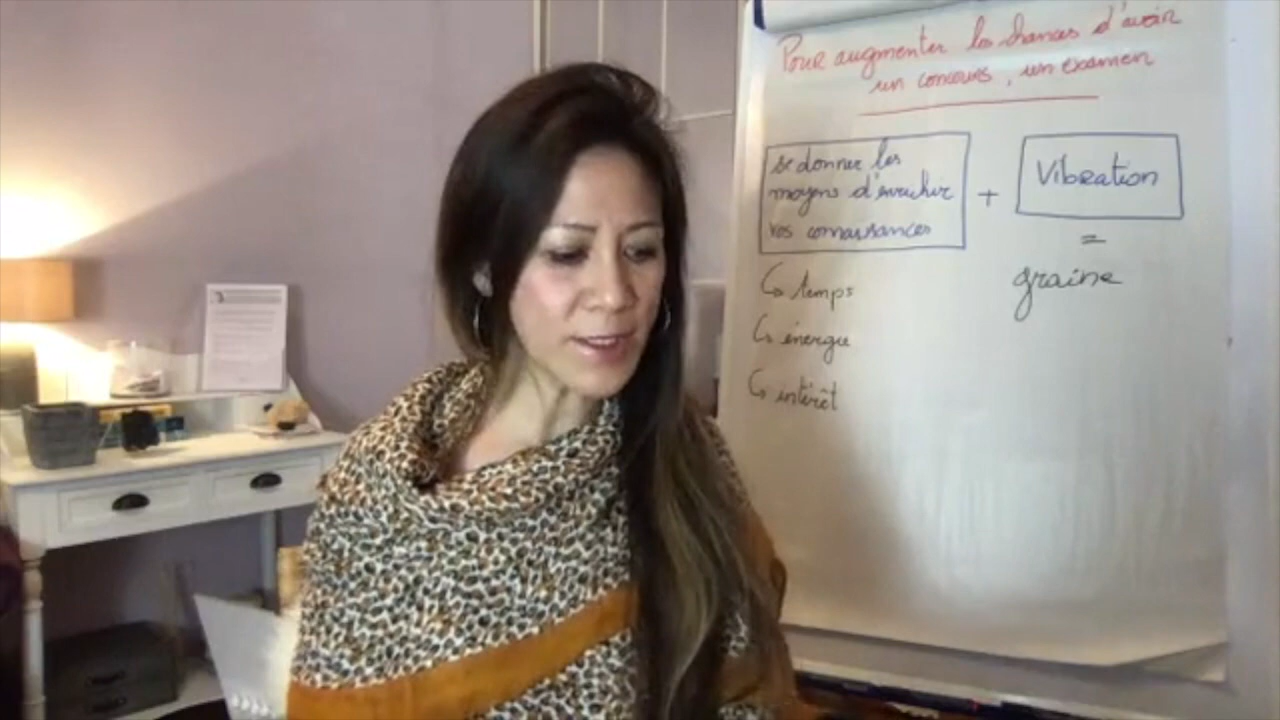 Pour augmenter les chances d'avoir
un concours, un examen
se donner les
moyens d'enrichir
vos connaissances
+
Vibration
=
graine
↳ temps
↳ énergie
↳ intérêt